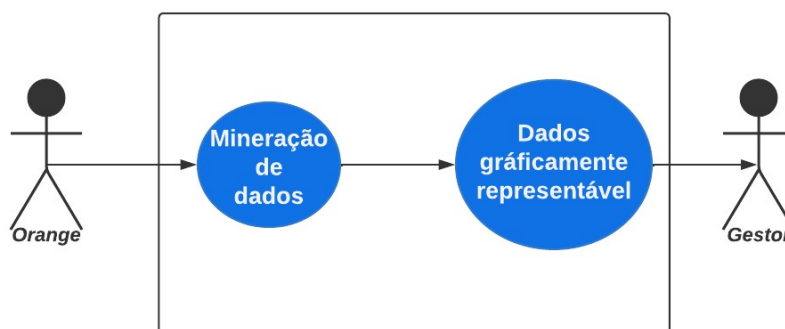 Mineração
de
dados
Dados
gráficamente
representável
Orange
Gestor